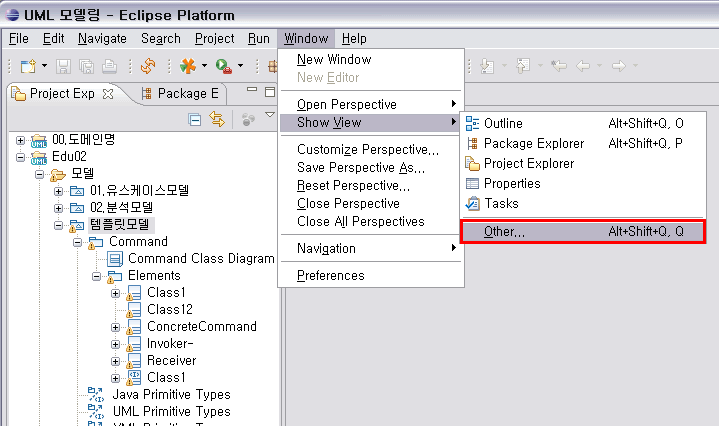 UML 모델링 - Eclipse Platform
File Edit Navigate Search Project Run Window Help
New Window
New Editor
Project Exp Package E
Open Perspective
Show View
Outline Alt+Shift+Q, O
Package Explorer Alt+Shift+Q, P
Project Explorer
Properties
Tasks
Other... Alt+Shift+Q, Q
Customize Perspective...
Save Perspective As...
Reset Perspective...
Close Perspective
Close All Perspectives
Navigation
Preferences
00.도메인명
Edu02
모델
01.유스케이스모델
02.분석모델
템플릿모델
Command
Command Class Diagram
Elements
Class1
Class12
ConcreteCommand
Invoker-
Receiver
Class1
Java Primitive Types
UML Primitive Types